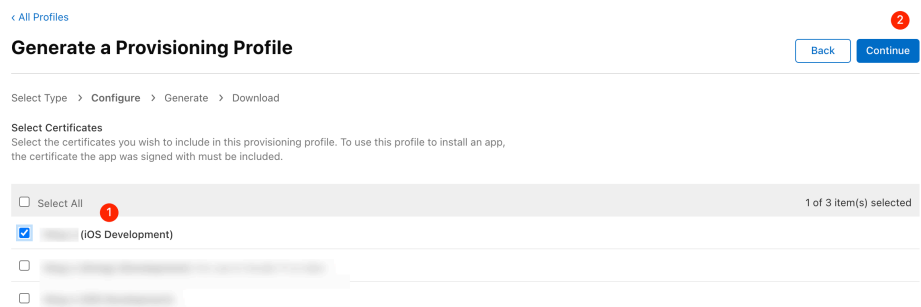 ‹ All Profiles
2
Generate a Provisioning Profile
Back
Continue
Select Type > Configure > Generate > Download
Select Certificates
Select the certificates you wish to include in this provisioning profile. To use this profile to install an app,
the certificate the app was signed with must be included.
Select All
1 of 3 item(s) selected
1
(iOS Development)